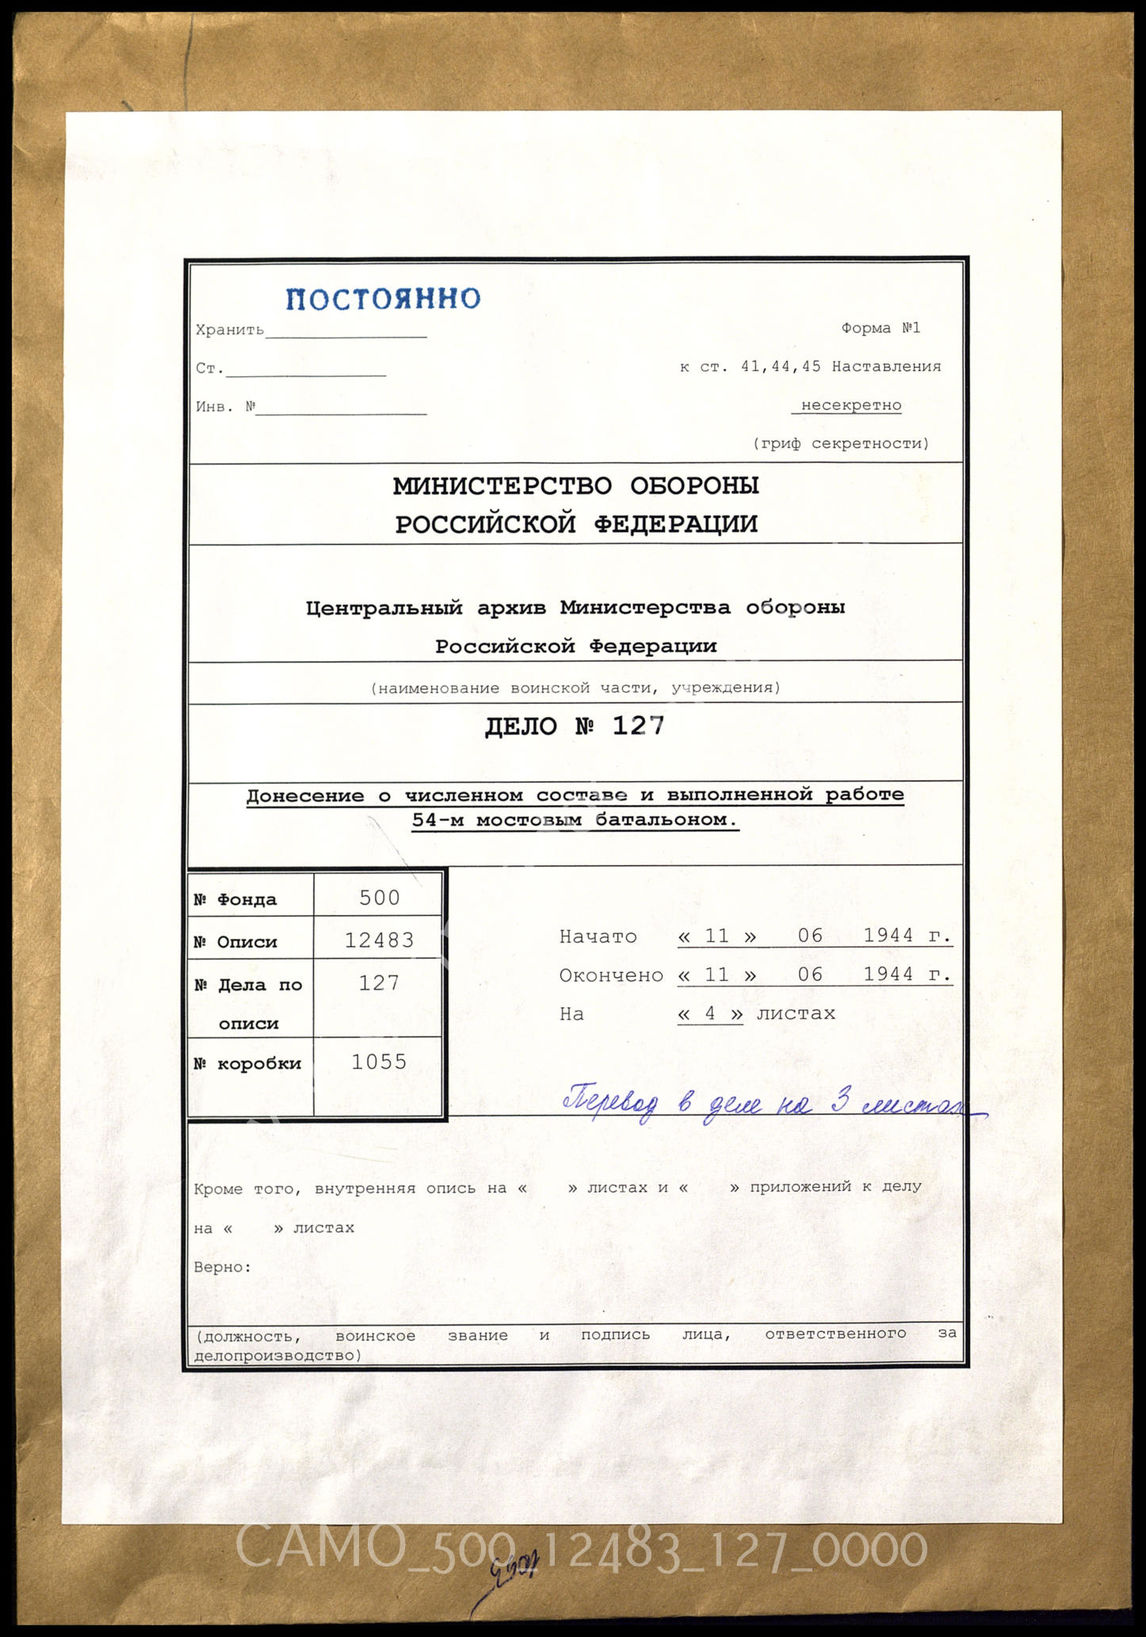 ПОСТОЯННО
Хранить
Форма №1
Ст.
к ст. 41,44,45 Наставления
Инв. №
несекретно
(гриф секретности)
МИНИСТЕРСТВО ОБОРОНЫ
РОССИЙСКОЙ ФЕДЕРАЦИИ
Центральный архив Министерства обороны
Российской Федерации
(наименование воинской части, учреждения)
ДЕЛО № 127
Донесение о численном составе и выполненной работе
54-м мостовым батальоном.
№ Фонда 500
№ Описи 12483
№ Дела по описи 127
№ коробки 1055
Начато « 11 » 06 1944 г.
Окончено « 11 » 06 1944 г.
На « 4 » листах
Перевод в деле на 3 листах
Кроме того, внутренняя опись на « » листах и « » приложений к делу
на « » листах
Верно:
(должность, воинское звание и подпись лица, ответственного за
делопроизводство)
CAMO_500_12483_127_0000
1055